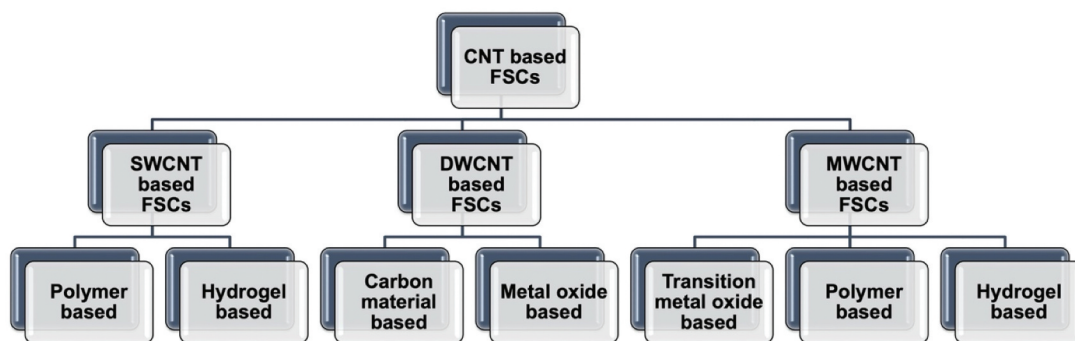 CNT based
FSCs
SWCNT
based
FSCs
DWCNT
based
FSCs
MWCNT
based
FSCs
Polymer
based
Hydrogel
based
Carbon
material
based
Metal oxide
based
Transition
metal oxide
based
Polymer
based
Hydrogel
based